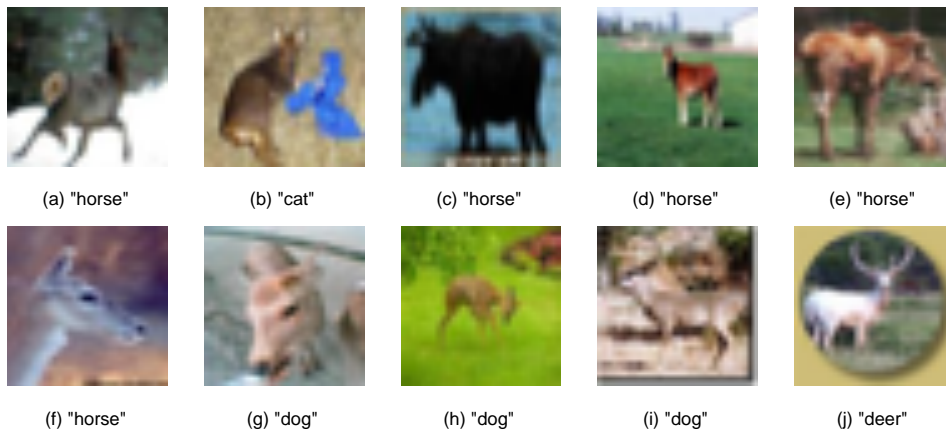 (a) "horse"
(b) "cat"
(c) "horse"
(d) "horse"
(e) "horse"
(f) "horse"
(g) "dog"
(h) "dog"
(i) "dog"
(j) "deer"